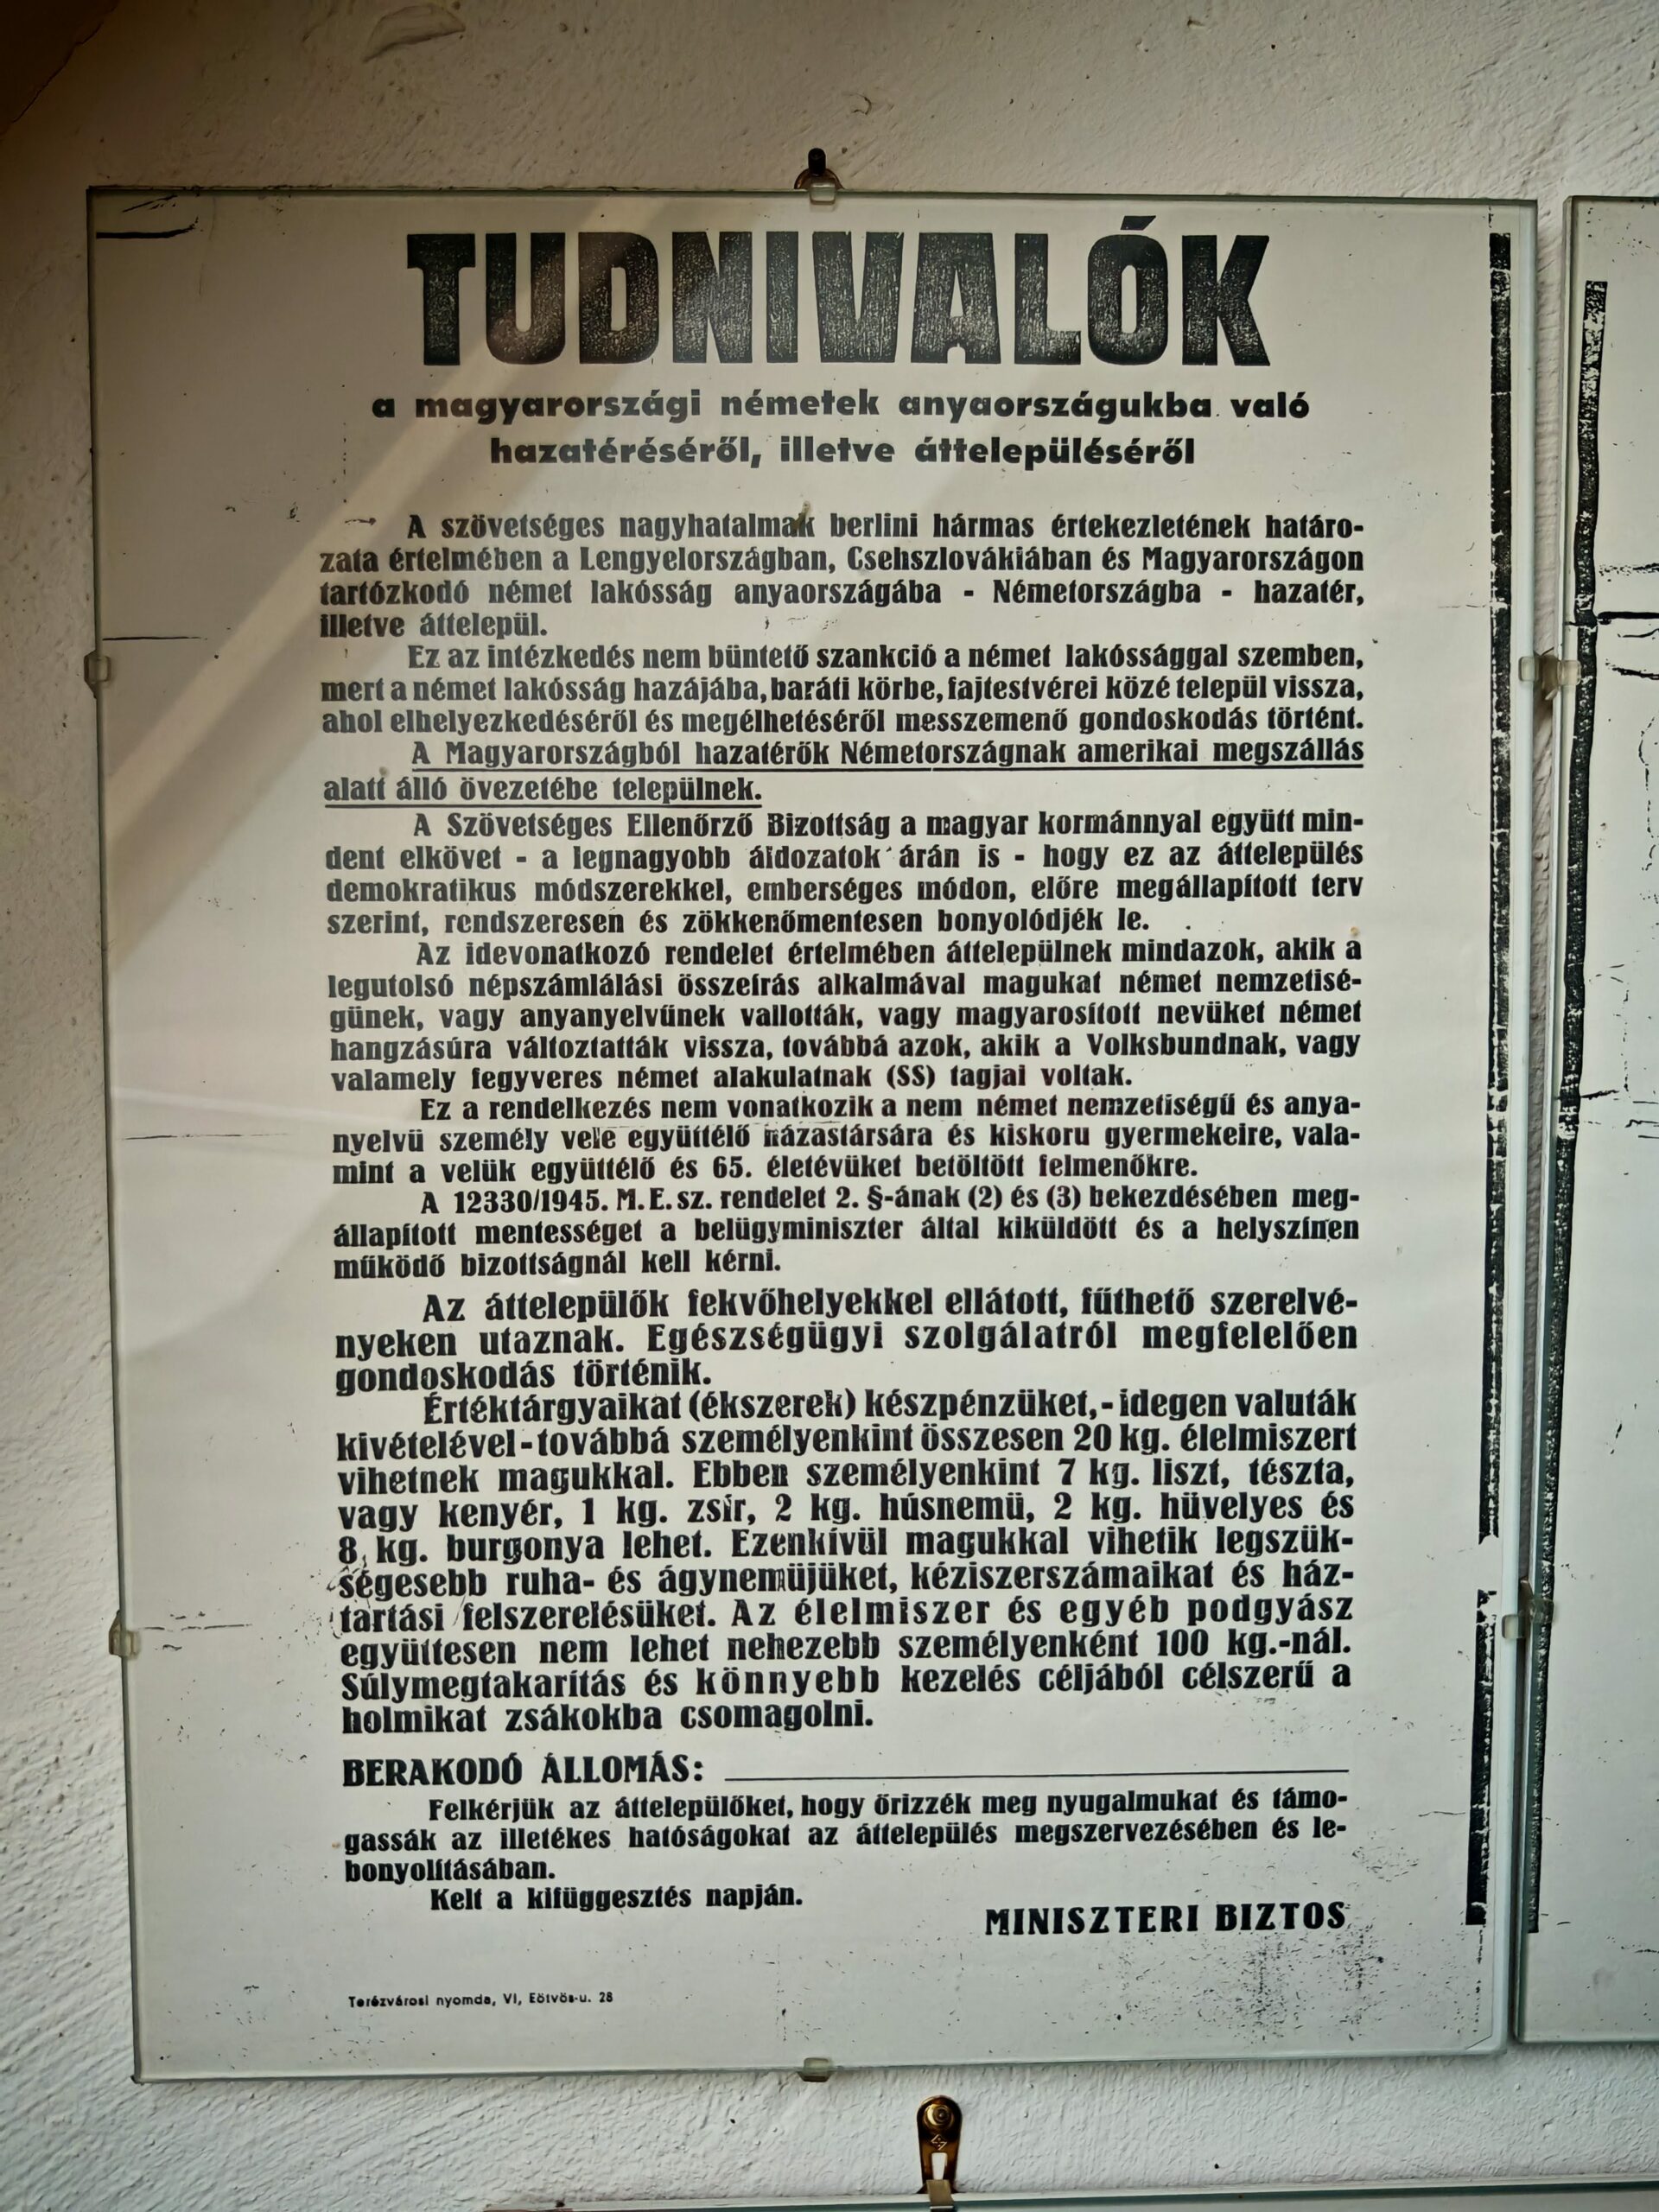 TUDNIVALÓK
a magyarországi németek anyaországukba való
hazatéréséről, illetve áttelepüléséről
A szövetséges nagyhatalmak berlini hármas értekezletének határo-
zata értelmében a Lengyelországban, Csehszlovákiában és Magyarországon
tartózkodó német lakósság anyaországába - Németországba - hazatér,
illetve áttelepül.
Ez az intézkedés nem büntető szankció a német lakóssággal szemben,
mert a német lakósság hazájába, baráti körbe, fajtestvérei közé települ vissza,
ahol elhelyezkedéséről és megélhetéséről messzemenő gondoskodás történt.
A Magyarországból hazatérők Németországnak amerikai megszállás
alatt álló övezetébe települnek.
A Szövetséges Ellenőrző Bizottság a magyar kormánnyal együtt min-
dent elkövet - a legnagyobb áldozatok árán is - hogy ez az áttelepülés
demokratikus módszerekkel, emberséges módon, előre megállapított terv
szerint, rendszeresen és zökkenőmentesen bonyolódjék le.
Az idevonatkozó rendelet értelmében áttelepülnek mindazok, akik a
legutolsó népszámlálási összeírás alkalmával magukat német nemzetisé-
günek, vagy anyanyelvűnek vallották, vagy magyarosított nevüket német
hangzásúra változtatták vissza, továbbá azok, akik a Volksbundnak, vagy
valamely fegyveres német alakulatnak (SS) tagjai voltak.
Ez a rendelkezés nem vonatkozik a nem német nemzetiségű és anya-
nyelvü személy vele együttélő házastársára és kiskoru gyermekeire, vala-
mint a velük együttélő és 65. életévüket betöltött felmenőkre.
A 12330/1945. M. E. sz. rendelet 2. §-ának (2) és (3) bekezdésében meg-
állapított mentességet a belügyminiszter által kiküldött és a helyszínen
működő bizottságnál kell kérni.
Az áttelepülők fekvőhelyekkel ellátott, fűthető szerelvé-
nyeken utaznak. Egészségügyi szolgálatról megfelelően
gondoskodás történik.
Értéktárgyaikat (ékszerek) készpénzüket,- idegen valuták
kivételével - továbbá személyenkint összesen 20 kg. élelmiszert
vihetnek magukkal. Ebben személyenkint 7 kg. liszt, tészta,
vagy kenyér, 1 kg. zsír, 2 kg. húsnemü, 2 kg. hüvelyes és
8 kg. burgonya lehet. Ezenkívül magukkal vihetik legszük-
ségesebb ruha- és ágynemüjüket, kéziszerszámaikat és ház-
tartási felszerelésüket. Az élelmiszer és egyéb podgyász
együttesen nem lehet nehezebb személyenként 100 kg.-nál.
Súlymegtakarítás és könnyebb kezelés céljából célszerű a
holmikat zsákokba csomagolni.
BERAKODÓ ÁLLOMÁS:
Felkérjük az áttelepülőket, hogy őrizzék meg nyugalmukat és támo-
gassák az illetékes hatóságokat az áttelepülés megszervezésében és le-
bonyolításában.
Kelt a kifüggesztés napján.
MINISZTERI BIZTOS
Terézvárosi nyomda, VI, Eötvös-u. 28